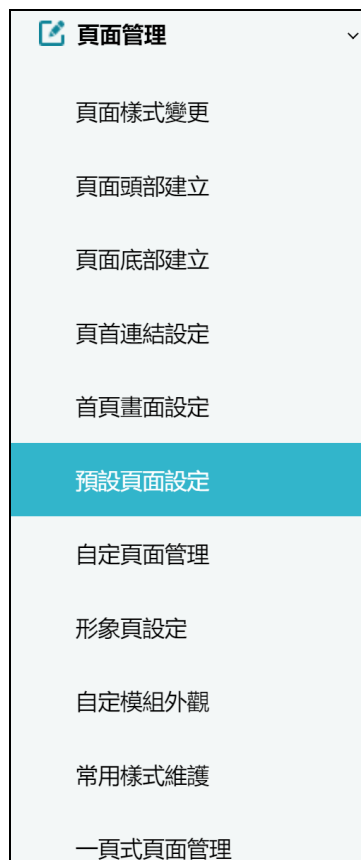 頁面管理
頁面樣式變更
頁面頭部建立
頁面底部建立
頁首連結設定
首頁畫面設定
預設頁面設定
自定頁面管理
形象頁設定
自定模組外觀
常用樣式維護
一頁式頁面管理